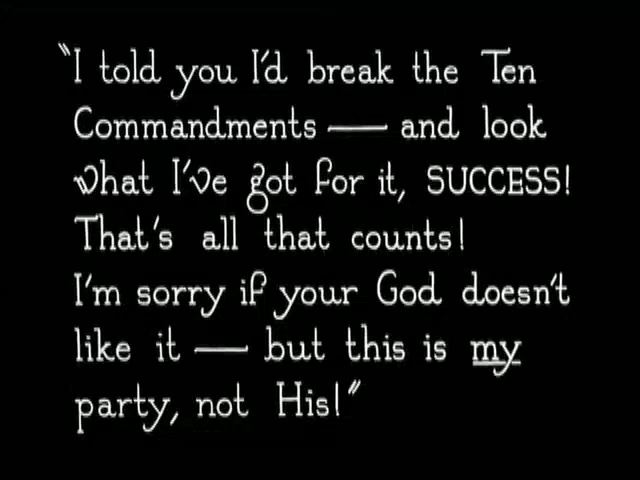 "I told you I'd break the Ten
Commandments — and look
what I've got for it, SUCCESS!
That's all that counts!
I'm sorry if your God doesn't
like it — but this is my
party, not His!"